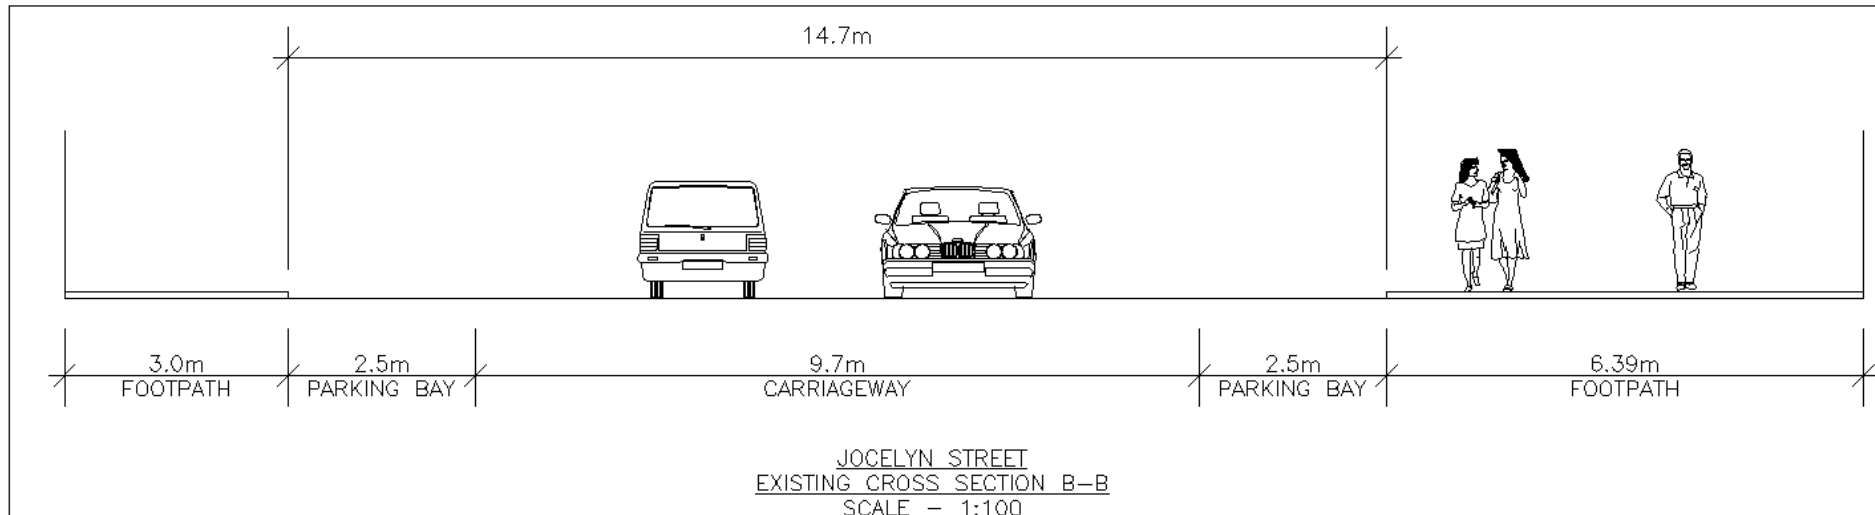 14.7m
3.0m
FOOTPATH
2.5m
PARKING BAY
9.7m
CARRIAGEWAY
2.5m
PARKING BAY
6.39m
FOOTPATH
JOCELYN STREET
EXISTING CROSS SECTION B–B
SCALE – 1:100